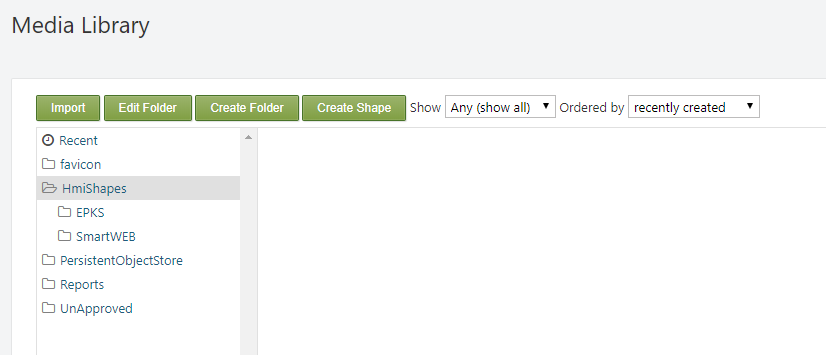 Media Library
Import Edit Folder Create Folder Create Shape Show Any (show all) Ordered by recently created
Recent
favicon
HmiShapes
EPKS
SmartWEB
PersistentObjectStore
Reports
UnApproved